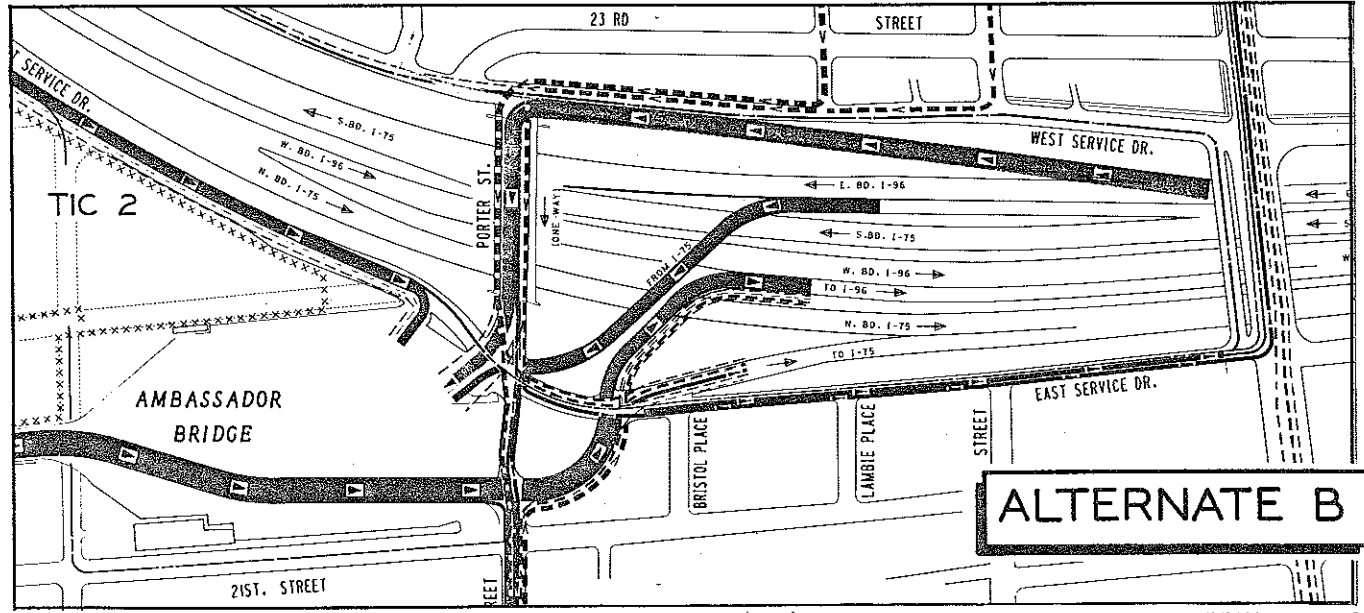 23 RD
STREET
T SERVICE DR.
S.BD. I-75
W. BD. I-96
N. BD. I-75
TIC 2
PORTER ST.
(ONE WAY)
WEST SERVICE DR.
E. BD. I-96
S.BD. I-75
FROM I-75
W. BD. I-96
TO I-96
N. BD. I-75
TO I-75
EAST SERVICE DR.
AMBASSADOR
BRIDGE
BRISTOL PLACE
LAMBIE PLACE
STREET
ALTERNATE B
21ST. STREET
REET